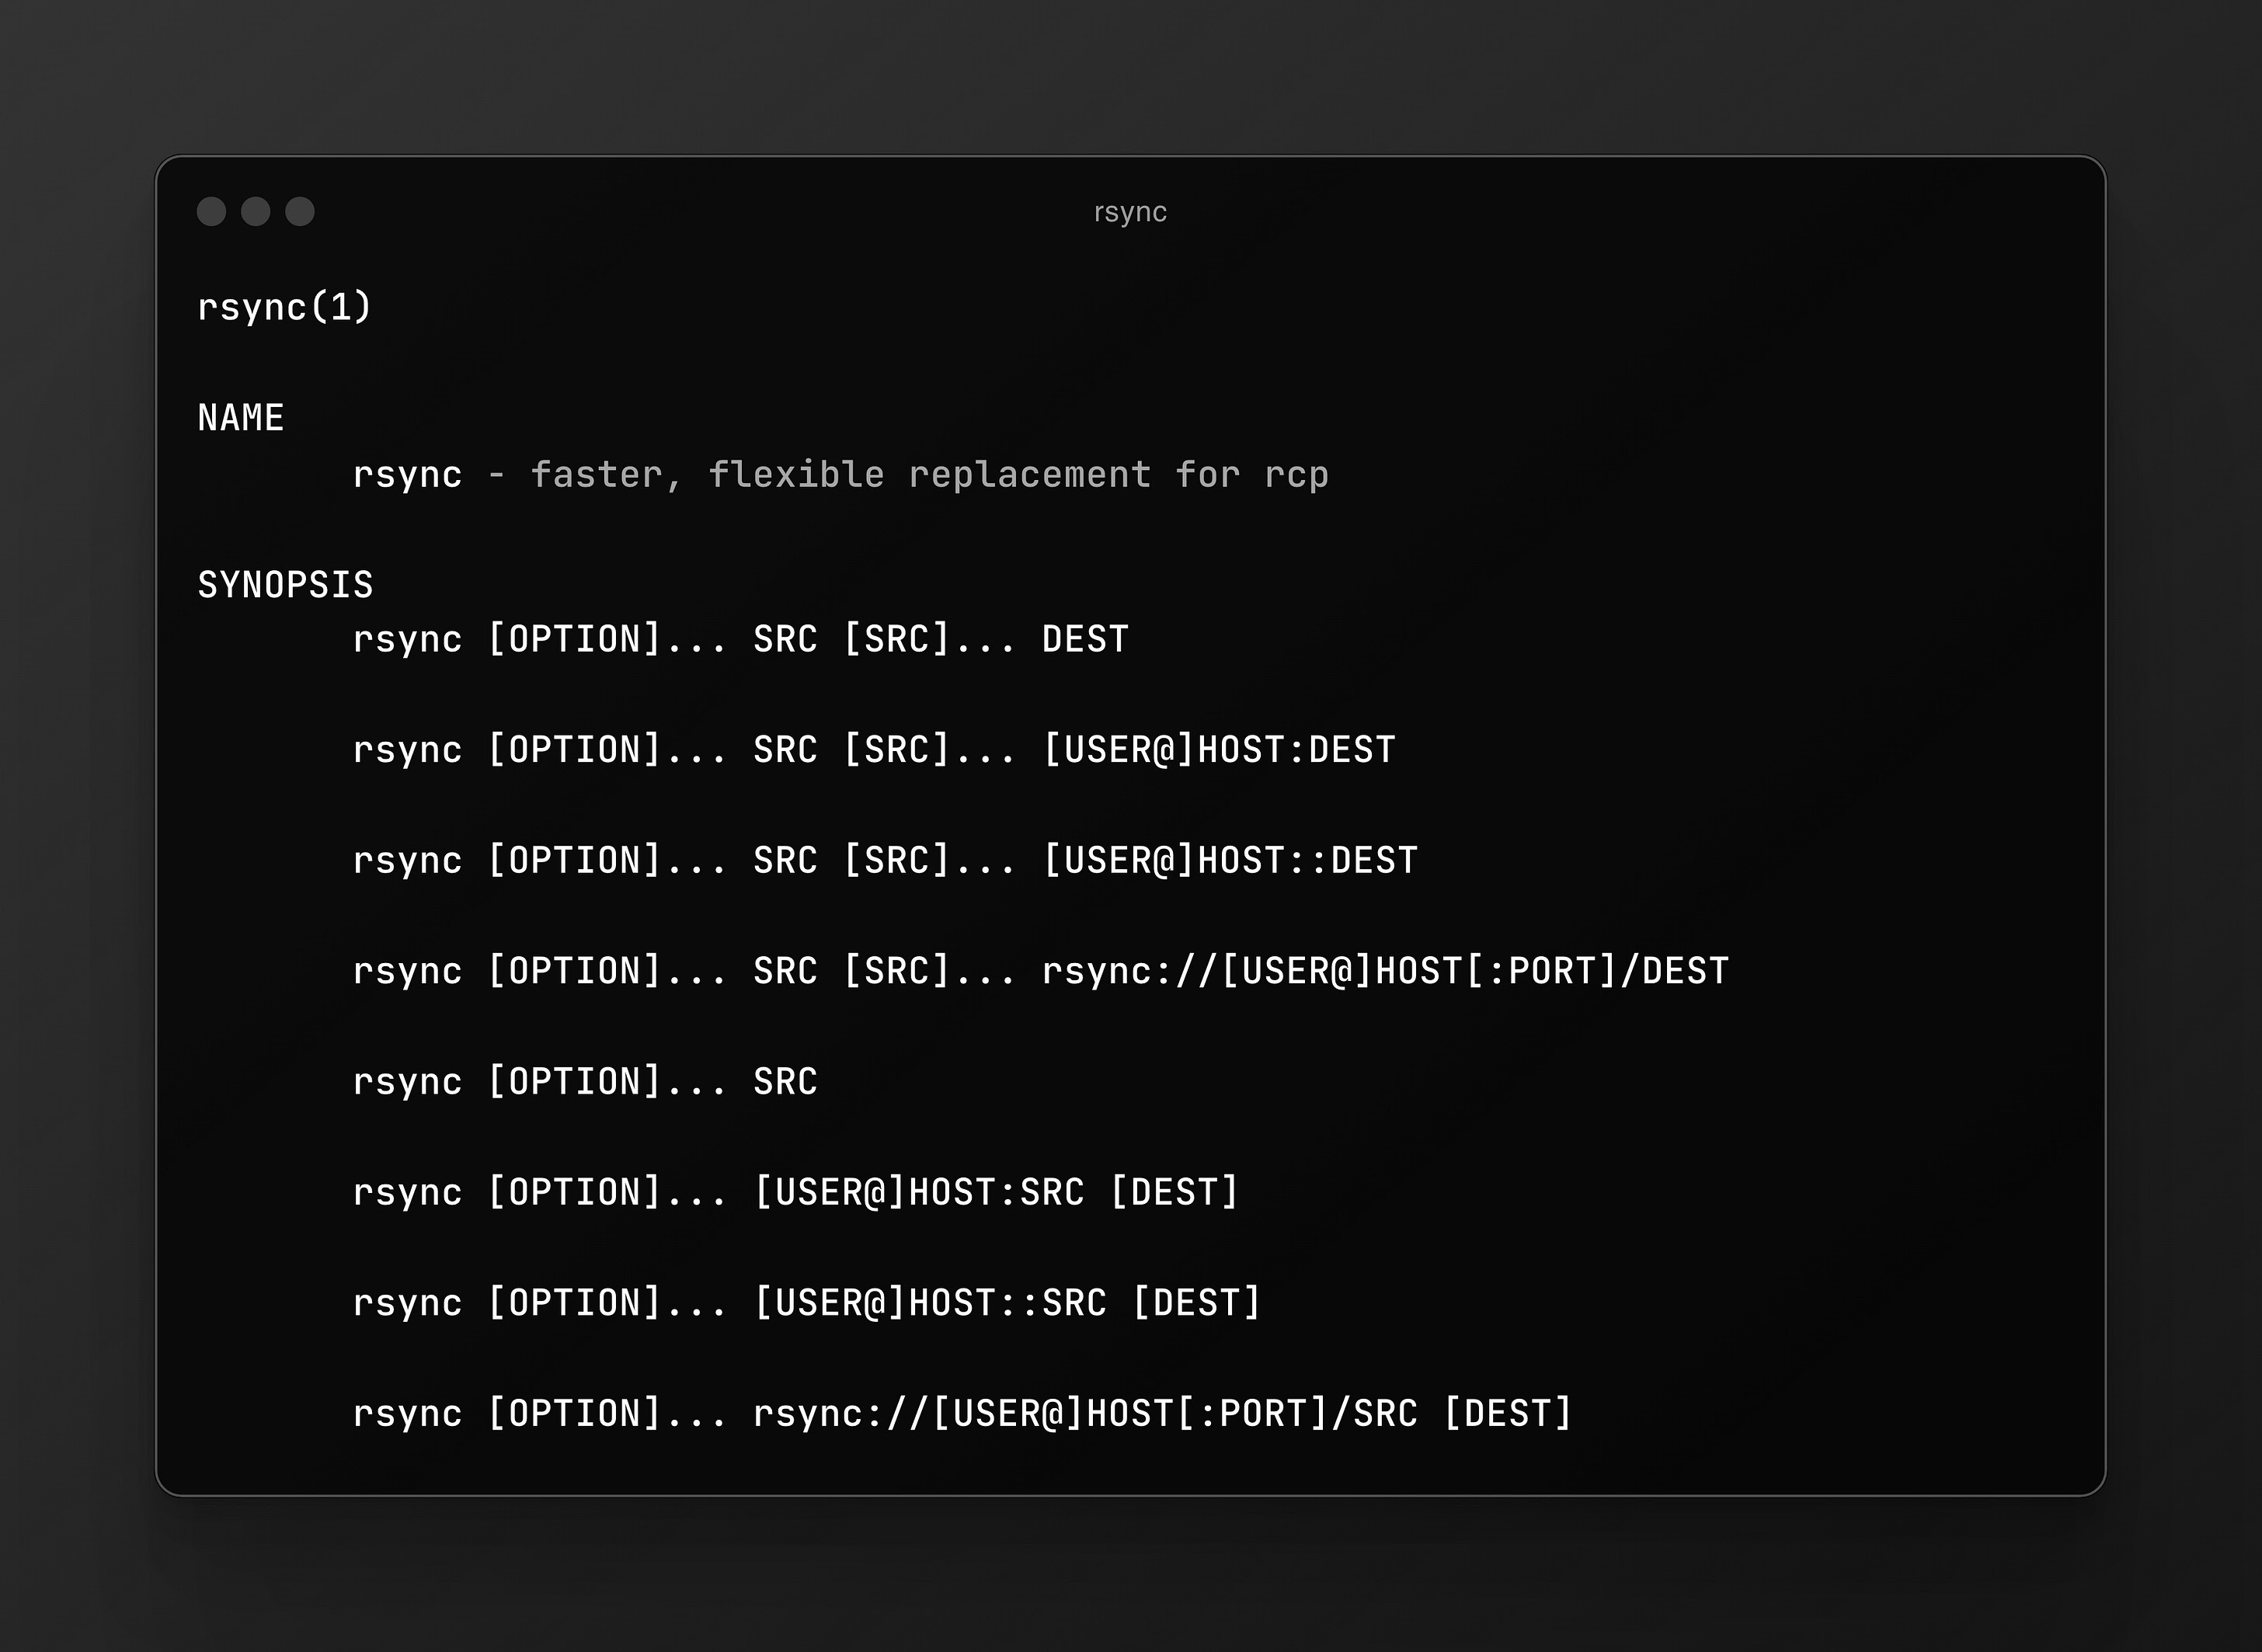 rsync
rsync(1)
NAME
rsync - faster, flexible replacement for rcp
SYNOPSIS
rsync [OPTION]... SRC [SRC]... DEST
rsync [OPTION]... SRC [SRC]... [USER@]HOST:DEST
rsync [OPTION]... SRC [SRC]... [USER@]HOST::DEST
rsync [OPTION]... SRC [SRC]... rsync://[USER@]HOST[:PORT]/DEST
rsync [OPTION]... SRC
rsync [OPTION]... [USER@]HOST:SRC [DEST]
rsync [OPTION]... [USER@]HOST::SRC [DEST]
rsync [OPTION]... rsync://[USER@]HOST[:PORT]/SRC [DEST]